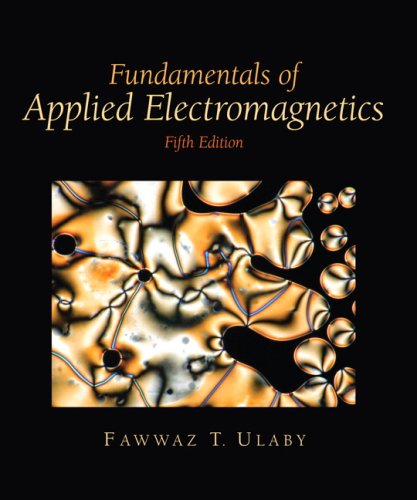 Fundamentals of
Applied Electromagnetics
Fifth Edition
FAWWAZ T. ULABY